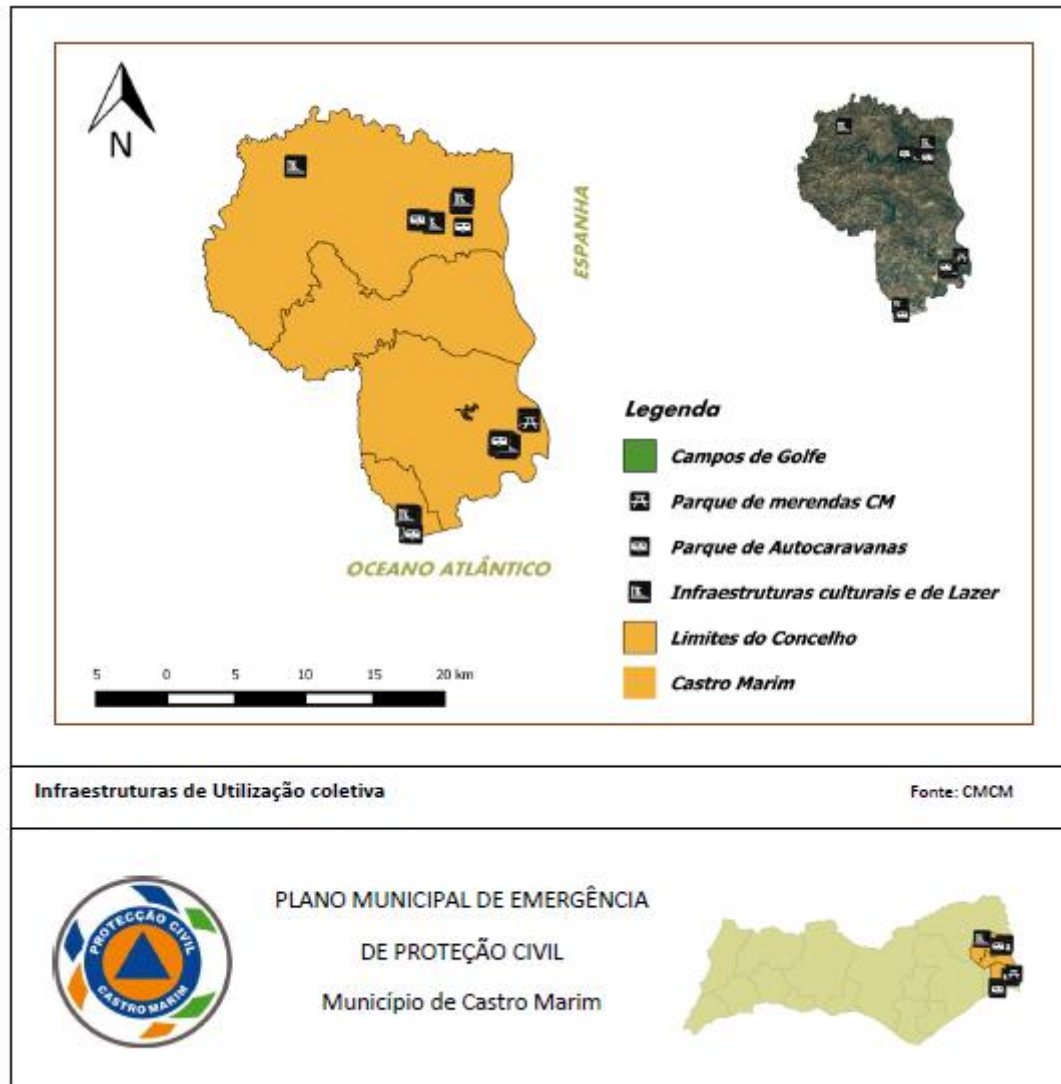 N
ESPANHA
OCEANO ATLÂNTICO
5 0 5 10 15 20 km
Legenda
Campos de Golfe
Parque de merendas CM
Parque de Autocaravanas
Infraestruturas culturais e de Lazer
Limites do Concelho
Castro Marim
Infraestruturas de Utilização coletiva
Fonte: CMCM
PROTECÇÃO CIVIL
CASTRO MARIM
PLANO MUNICIPAL DE EMERGÊNCIA
DE PROTEÇÃO CIVIL
Município de Castro Marim